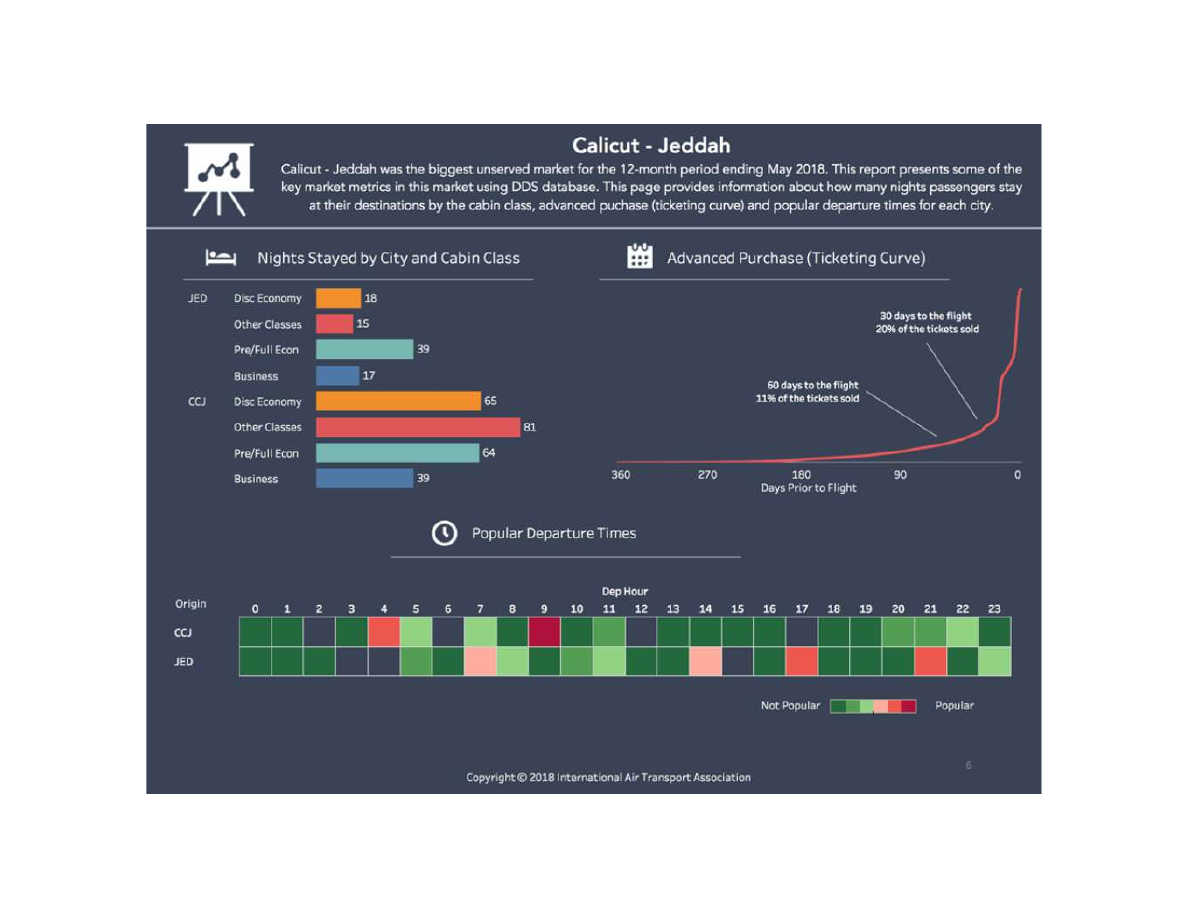 Calicut - Jeddah
Calicut - Jeddah was the biggest unserved market for the 12-month period ending May 2018. This report presents some of the
key market metrics in this market using DDS database. This page provides information about how many nights passengers stay
at their destinations by the cabin class, advanced puchase (ticketing curve) and popular departure times for each city.
Nights Stayed by City and Cabin Class
JED Disc Economy 18
Other Classes 15
Pre/Full Econ 39
Business 17
CCJ Disc Economy 65
Other Classes 81
Pre/Full Econ 64
Business 39
Advanced Purchase (Ticketing Curve)
30 days to the flight
20% of the tickets sold
60 days to the flight
11% of the tickets sold
360 270 180 90 0
Days Prior to Flight
Popular Departure Times
Dep Hour
Origin 0 1 2 3 4 5 6 7 8 9 10 11 12 13 14 15 16 17 18 19 20 21 22 23
CCJ
JED
Not Popular Popular
6
Copyright © 2018 International Air Transport Association